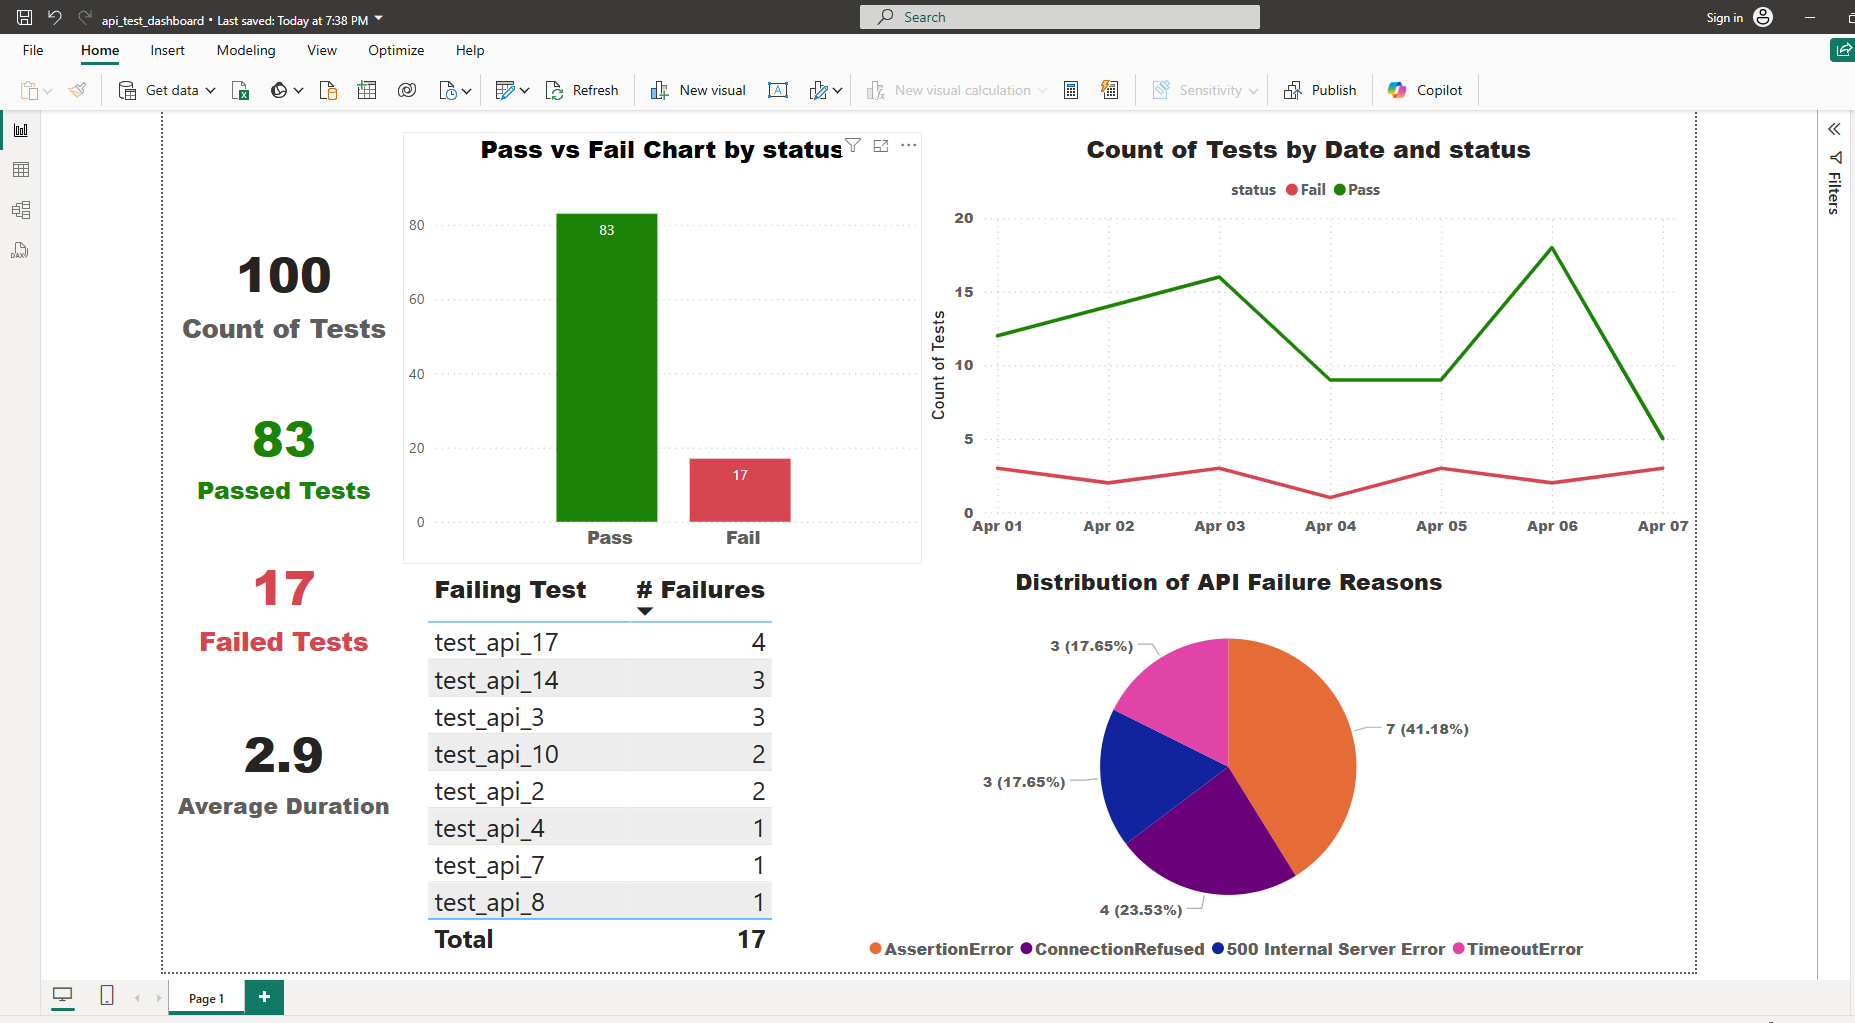 api_test_dashboard • Last saved: Today at 7:38 PM
Search
Sign in
File Home Insert Modeling View Optimize Help
Get data
Refresh
New visual
New visual calculation
Sensitivity
Publish
Copilot
Filters
DAX
100
Count of Tests
83
Passed Tests
17
Failed Tests
2.9
Average Duration
Pass vs Fail Chart by status
80
60
40
20
0
83
17
Pass Fail
Count of Tests by Date and status
status Fail Pass
Count of Tests
20
15
10
5
0
Apr 01 Apr 02 Apr 03 Apr 04 Apr 05 Apr 06 Apr 07
Failing Test # Failures
test_api_17 4
test_api_14 3
test_api_3 3
test_api_10 2
test_api_2 2
test_api_4 1
test_api_7 1
test_api_8 1
Total 17
Distribution of API Failure Reasons
3 (17.65%)
7 (41.18%)
3 (17.65%)
4 (23.53%)
AssertionError ConnectionRefused 500 Internal Server Error TimeoutError
Page 1